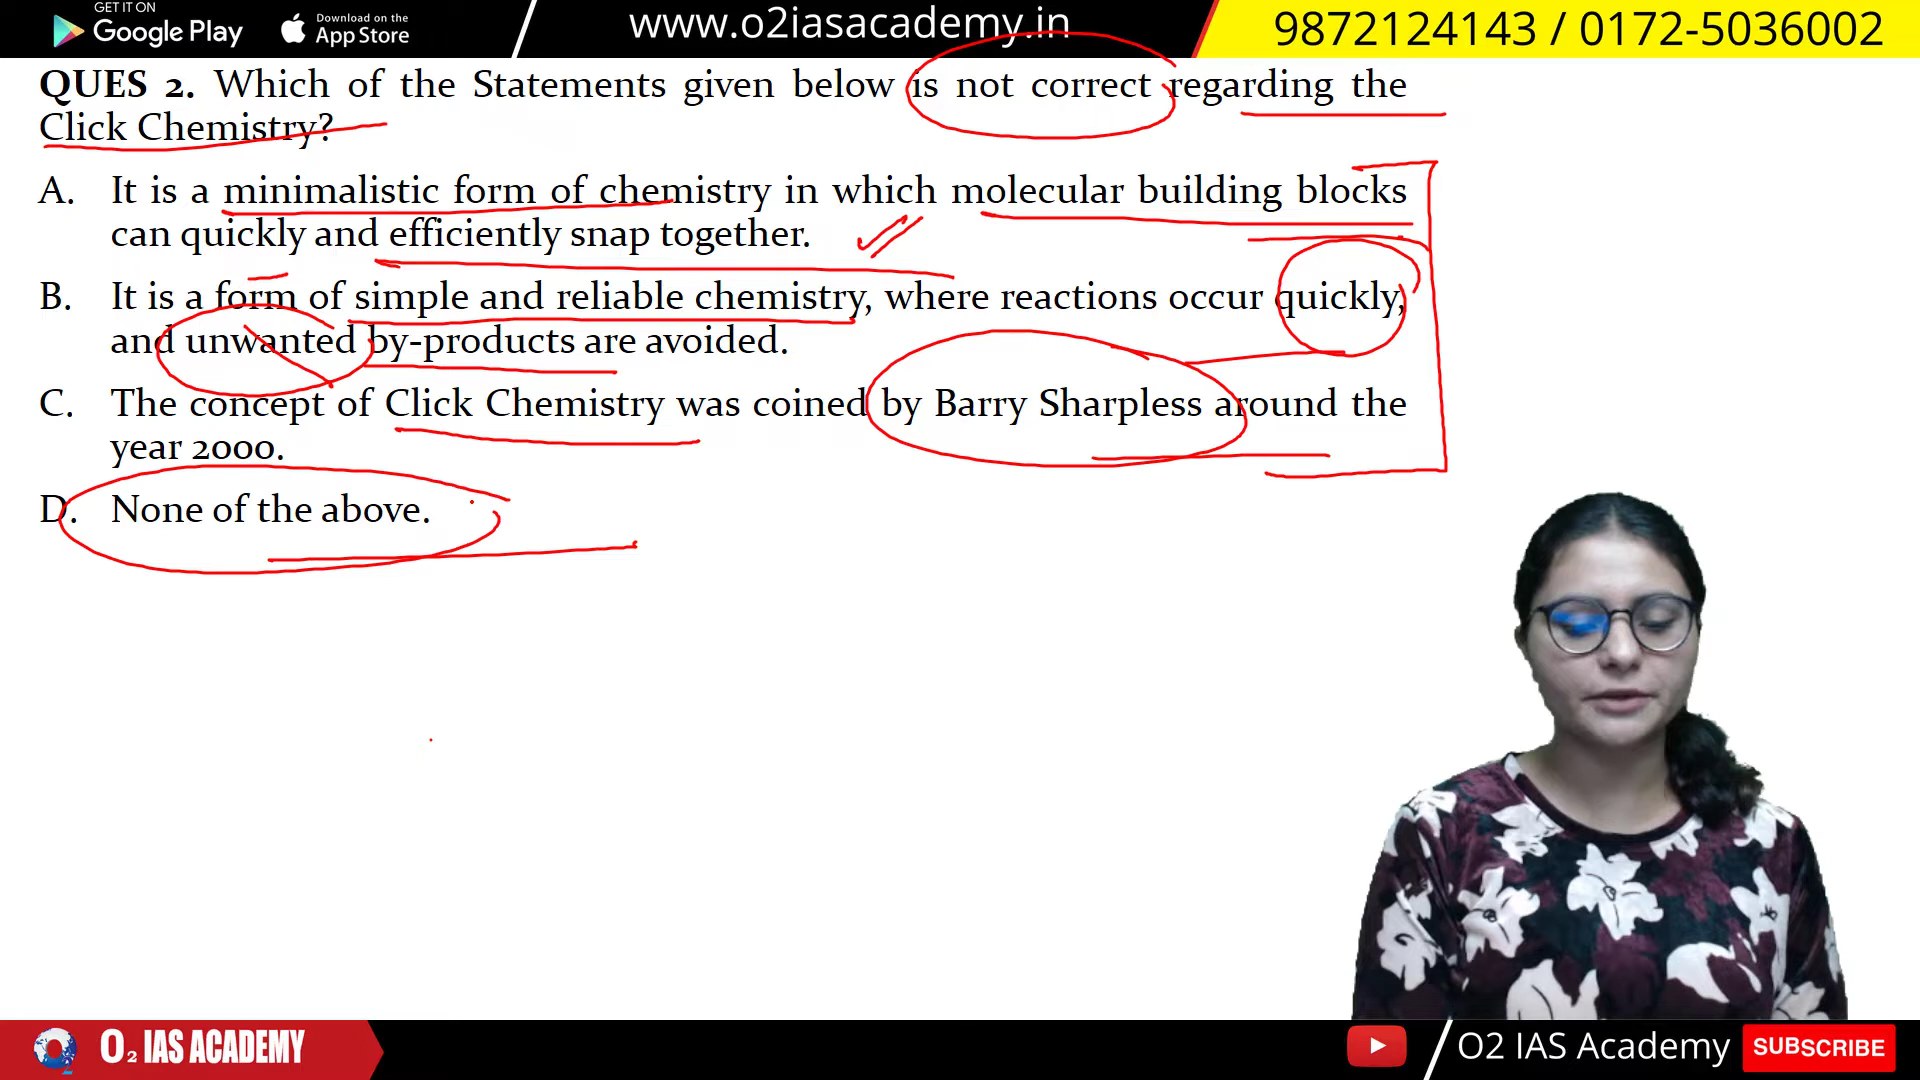 GET IT ON
Google Play
Download on the
App Store
www.o2iasacademy.in
9872124143 / 0172-5036002
QUES 2. Which of the Statements given below is not correct regarding the
Click Chemistry?
A. It is a minimalistic form of chemistry in which molecular building blocks
can quickly and efficiently snap together.
B. It is a form of simple and reliable chemistry, where reactions occur quickly,
and unwanted by-products are avoided.
C. The concept of Click Chemistry was coined by Barry Sharpless around the
year 2000.
D. None of the above.
O2 IAS ACADEMY
O2 IAS Academy
SUBSCRIBE